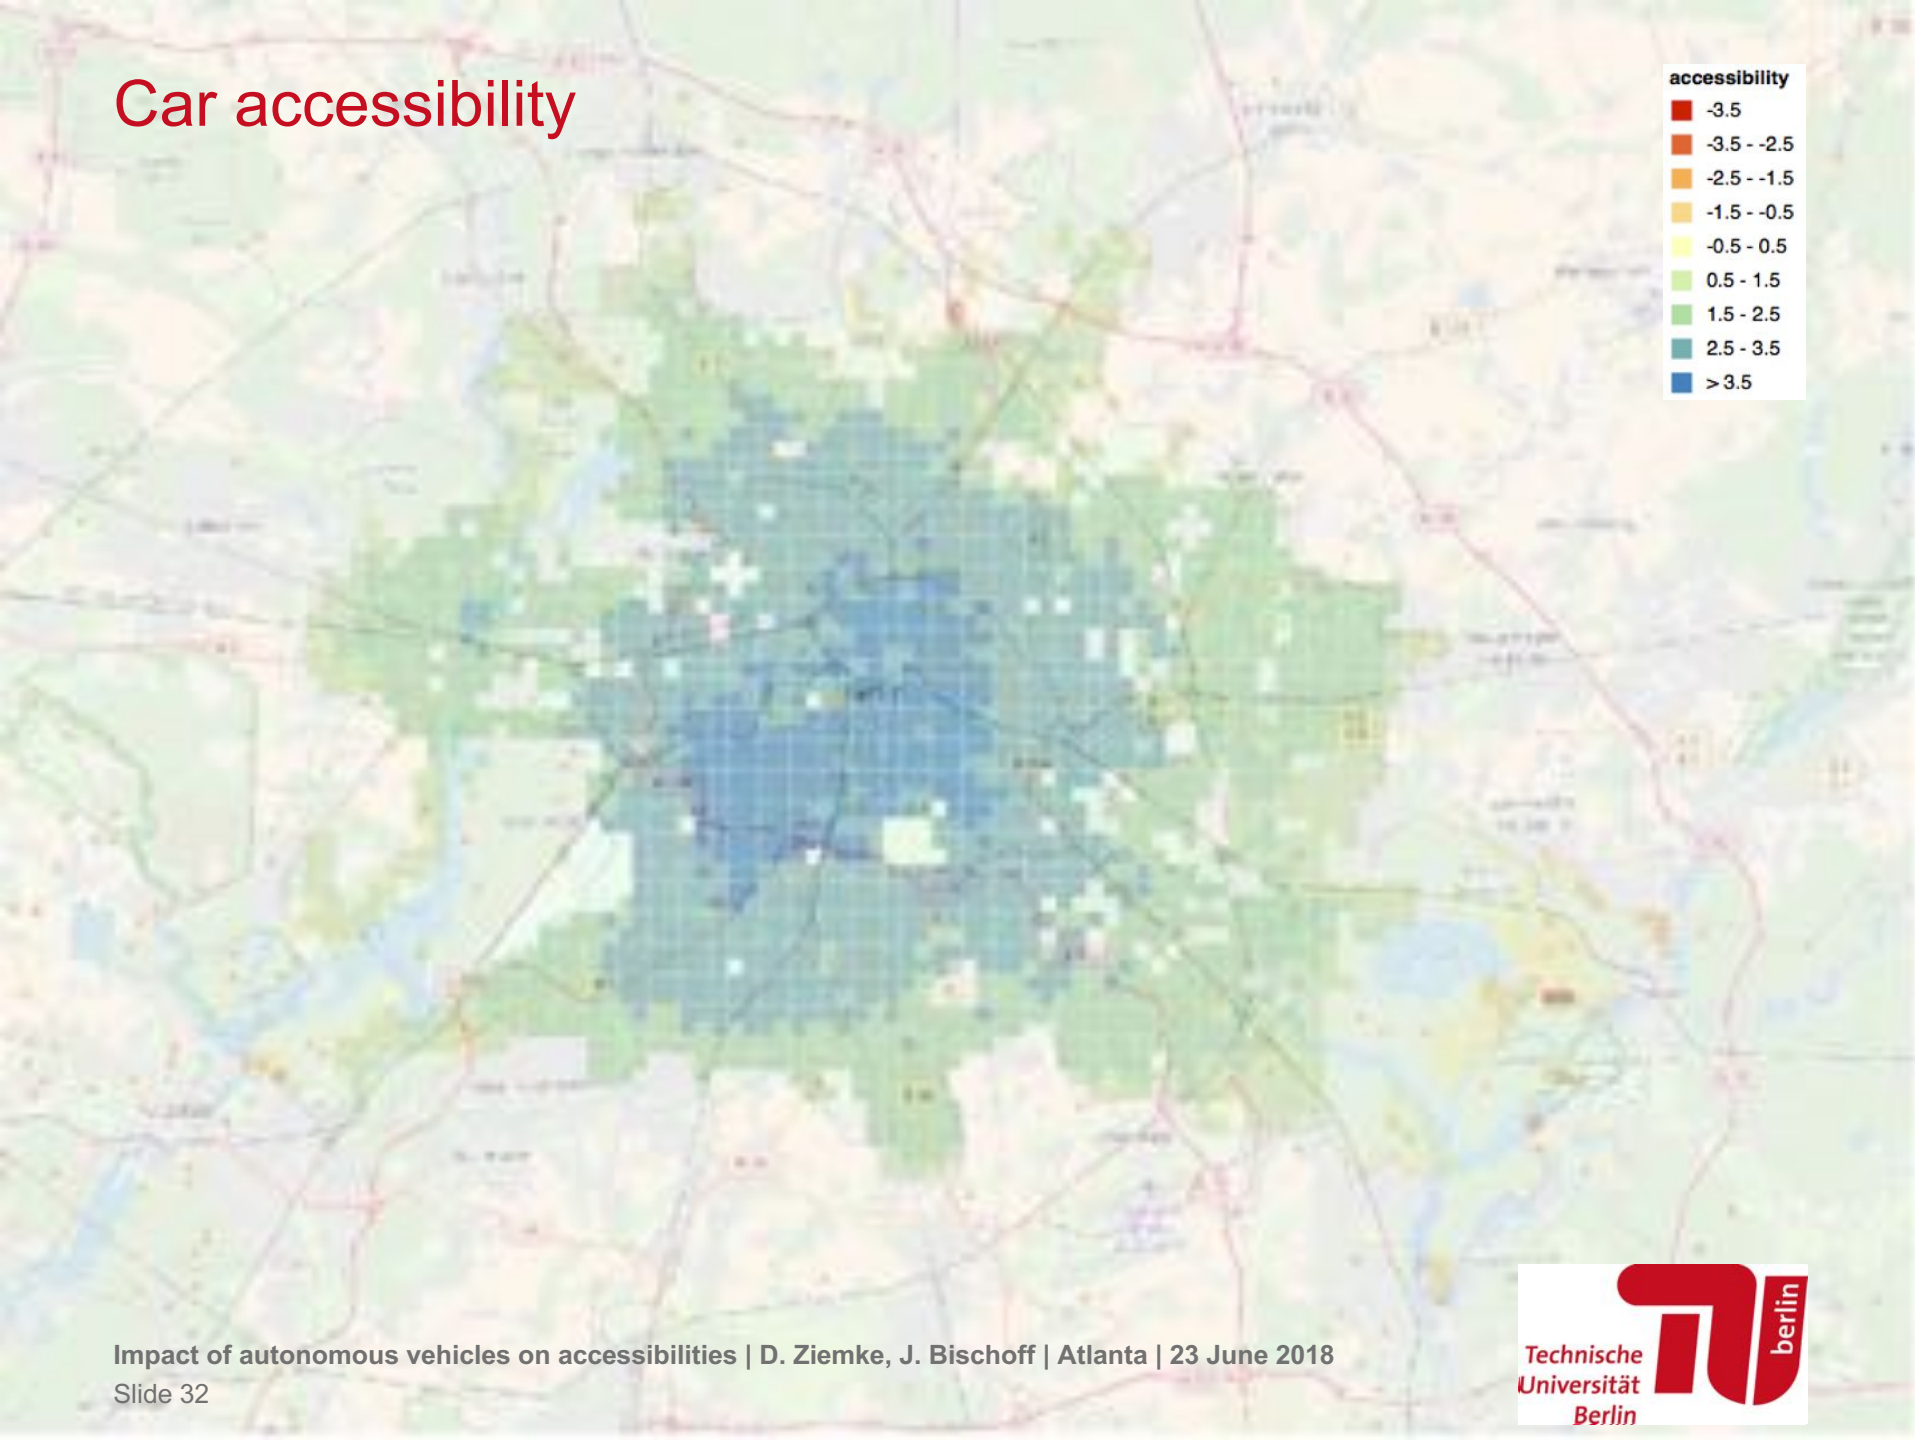 Car accessibility
accessibility
-3.5
-3.5 - -2.5
-2.5 - -1.5
-1.5 - -0.5
-0.5 - 0.5
0.5 - 1.5
1.5 - 2.5
2.5 - 3.5
> 3.5
Impact of autonomous vehicles on accessibilities | D. Ziemke, J. Bischoff | Atlanta | 23 June 2018
Slide 32
berlin
Technische
Universität
Berlin